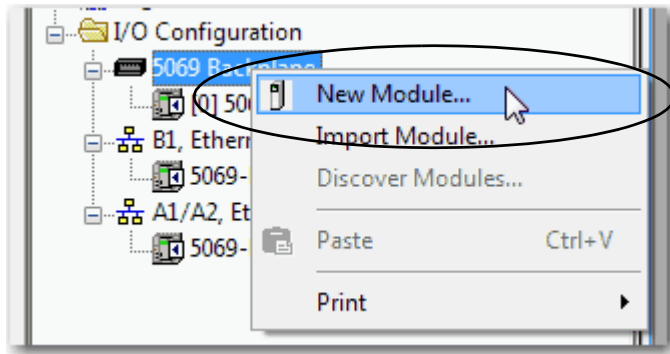 I/O Configuration
5069 Backplane
[0] 50
New Module...
B1, Ethern
Import Module...
5069-
Discover Modules...
A1/A2, Et
5069-
Paste Ctrl+V
Print